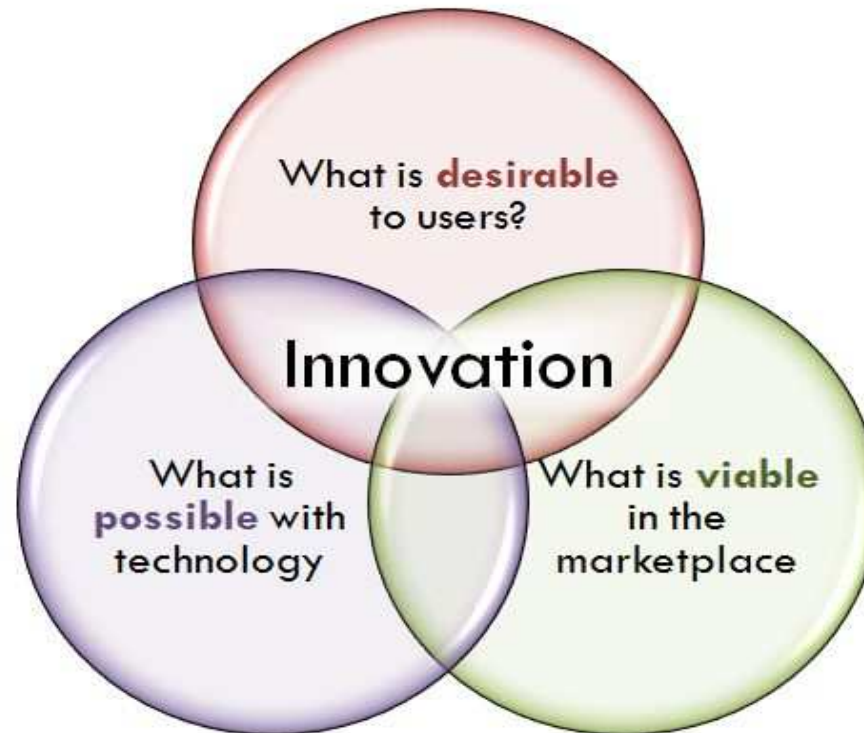 What is desirable
to users?
Innovation
What is
possible with
technology
What is viable
in the
marketplace